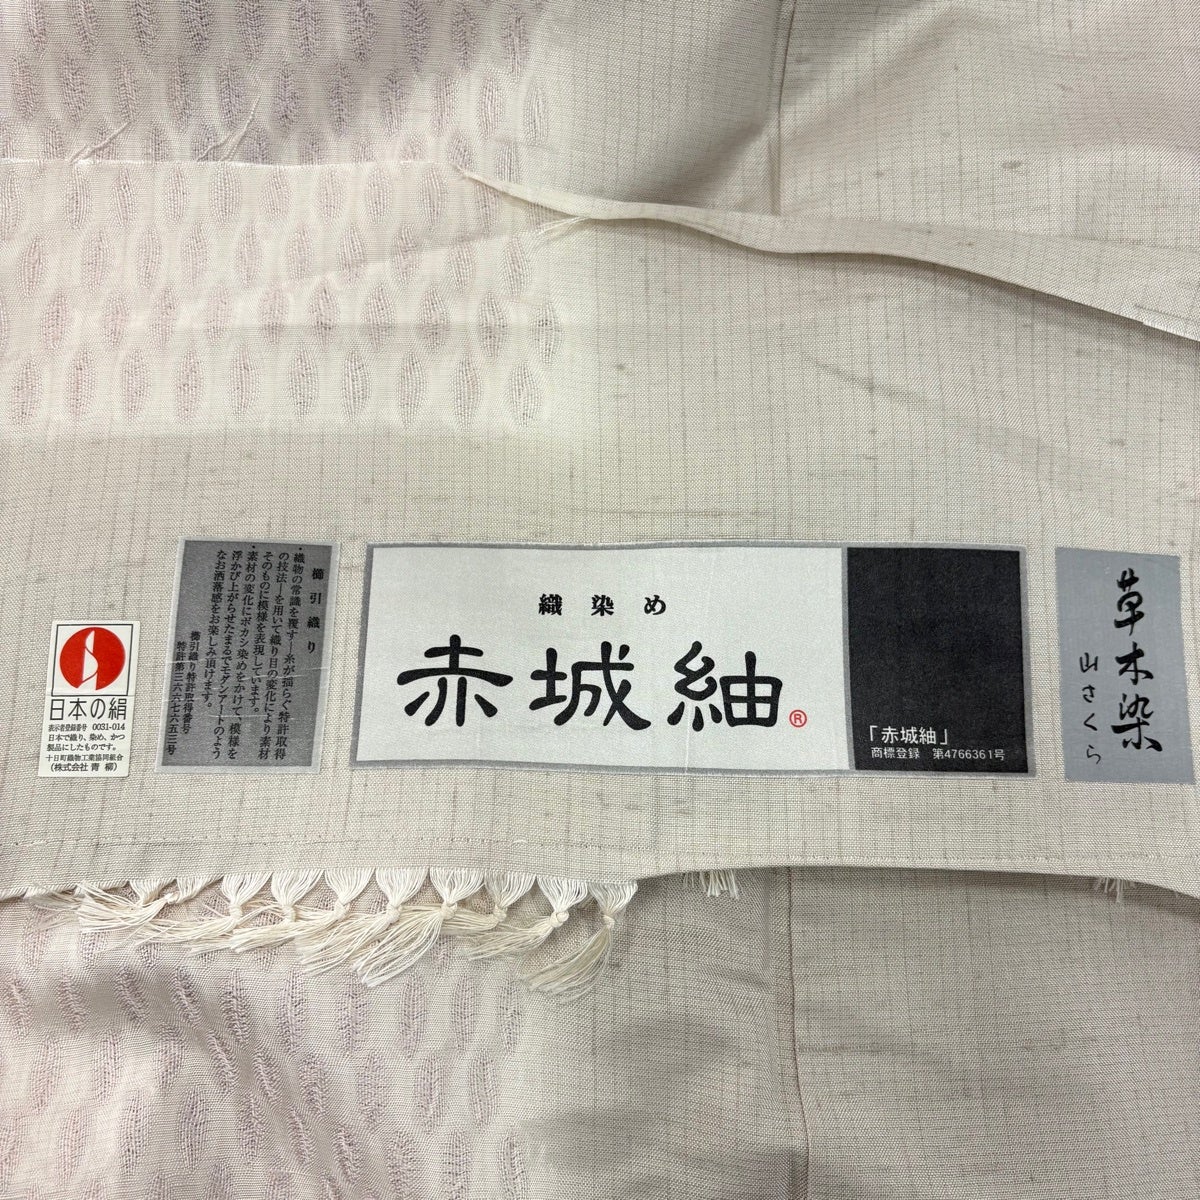 日本の絹
表示者登録番号 0031-014
日本で織り、染め、かつ
製品にしたものです。
十日町織物工業協同組合
(株式会社 青柳)
櫛引織り
・織物の常識を覆す―糸が揺らぐ特許取得
の技法―を用いて織り目の変化により素材
そのものに模様を表現しています。
・素材の変化にボカシ染めをかけて、模様を
浮かび上がらせたまるでモダンアートのよう
なお洒落感をお楽しみ頂けます。
櫛引織り特許取得番号
特許第三六六七六五三号
織染め
赤城紬®
「赤城紬」
商標登録 第4766361号
草木染
山さくら